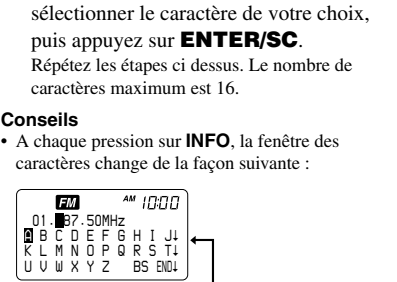 sélectionner le caractère de votre choix,
puis appuyez sur ENTER/SC.
Répétez les étapes ci dessus. Le nombre de
caractères maximum est 16.
Conseils
• A chaque pression sur INFO, la fenêtre des
caractères change de la façon suivante :
FM AM 10:00
01. 87.50MHz
A B C D E F G H I J↓
K L M N O P Q R S T↓
U V W X Y Z BS END↓